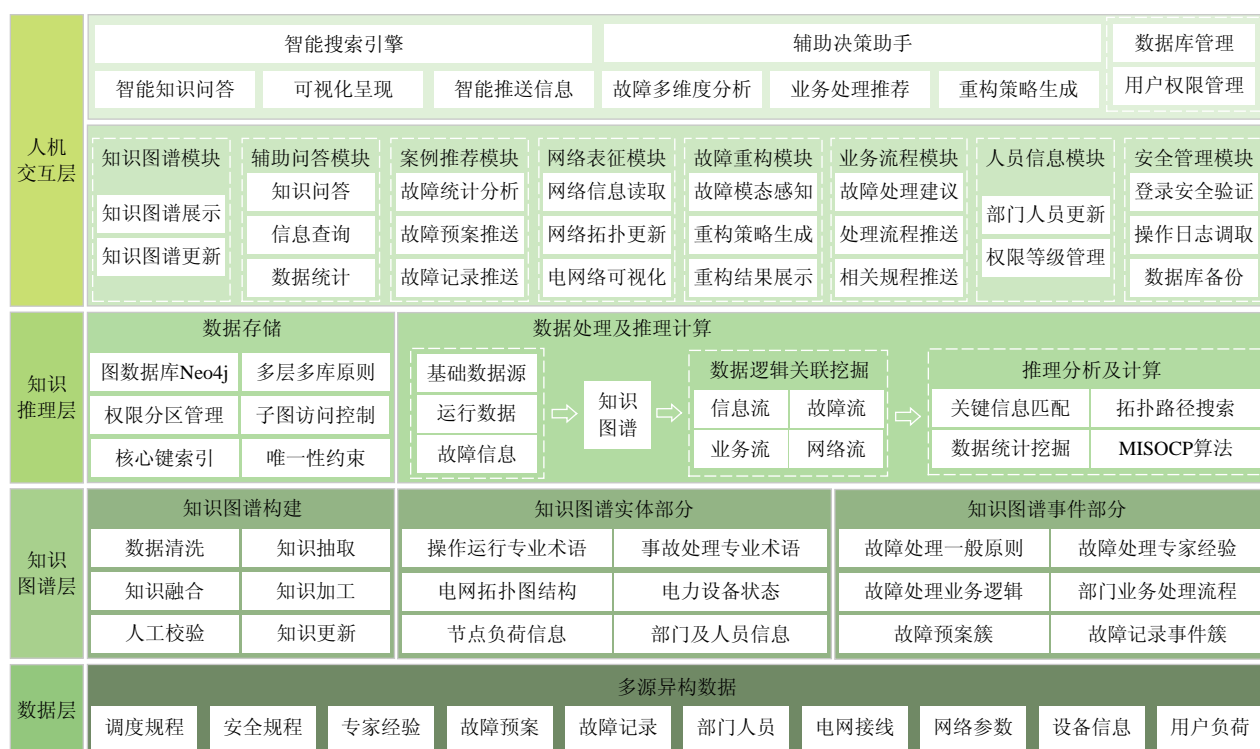 人机
交互层
智能搜索引擎
辅助决策助手
数据库管理
智能知识问答
可视化呈现
智能推送信息
故障多维度分析
业务处理推荐
重构策略生成
用户权限管理
知识图谱模块
知识图谱展示
知识图谱更新
辅助问答模块
知识问答
信息查询
数据统计
案例推荐模块
故障统计分析
故障预案推送
故障记录推送
网络表征模块
网络信息读取
网络拓扑更新
电网络可视化
故障重构模块
故障模态感知
重构策略生成
重构结果展示
业务流程模块
故障处理建议
处理流程推送
相关规程推送
人员信息模块
部门人员更新
权限等级管理
安全管理模块
登录安全验证
操作日志调取
数据库备份
知识
推理层
数据存储
图数据库Neo4j
多层多库原则
权限分区管理
子图访问控制
核心键索引
唯一性约束
数据处理及推理计算
基础数据源
运行数据
故障信息
知识
图谱
数据逻辑关联挖掘
信息流
故障流
业务流
网络流
推理分析及计算
关键信息匹配
拓扑路径搜索
数据统计挖掘
MISOCP算法
知识
图谱层
知识图谱构建
数据清洗
知识抽取
知识融合
知识加工
人工校验
知识更新
知识图谱实体部分
操作运行专业术语
事故处理专业术语
电网拓扑图结构
电力设备状态
节点负荷信息
部门及人员信息
知识图谱事件部分
故障处理一般原则
故障处理专家经验
故障处理业务逻辑
部门业务处理流程
故障预案簇
故障记录事件簇
数据层
多源异构数据
调度规程
安全规程
专家经验
故障预案
故障记录
部门人员
电网接线
网络参数
设备信息
用户负荷